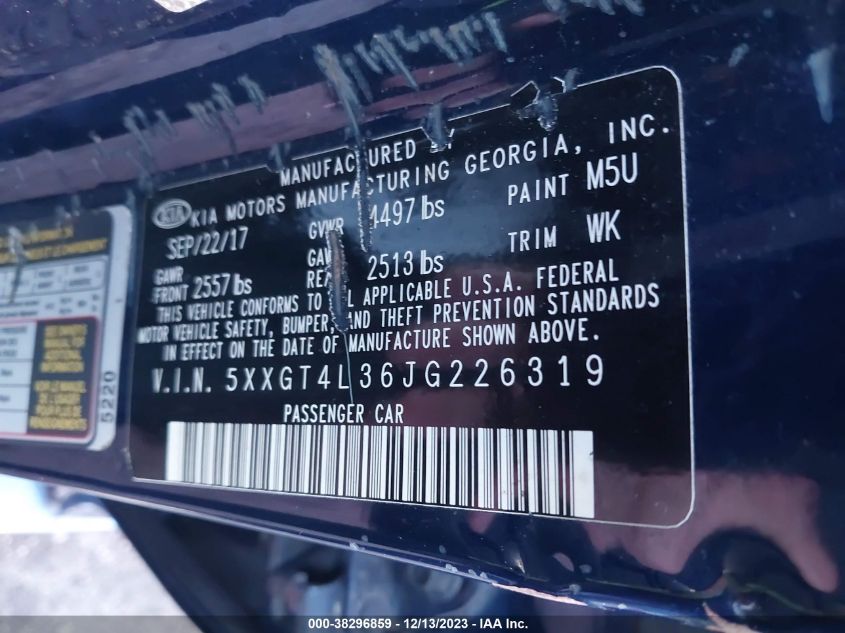 MANUFACTURED BY
KIA KIA MOTORS MANUFACTURING GEORGIA, INC.
SEP/22/17 GVWR 4497 lbs PAINT M5U
GAWR FRONT 2557 lbs 2513 lbs TRIM WK
THIS VEHICLE CONFORMS TO APPLICABLE U.S.A. FEDERAL
MOTOR VEHICLE SAFETY, BUMPER, AND THEFT PREVENTION STANDARDS
IN EFFECT ON THE DATE OF MANUFACTURE SHOWN ABOVE.
V.I.N. 5XXGT4L36JG226319
PASSENGER CAR
5220
000-38296859 - 12/13/2023 - IAA Inc.